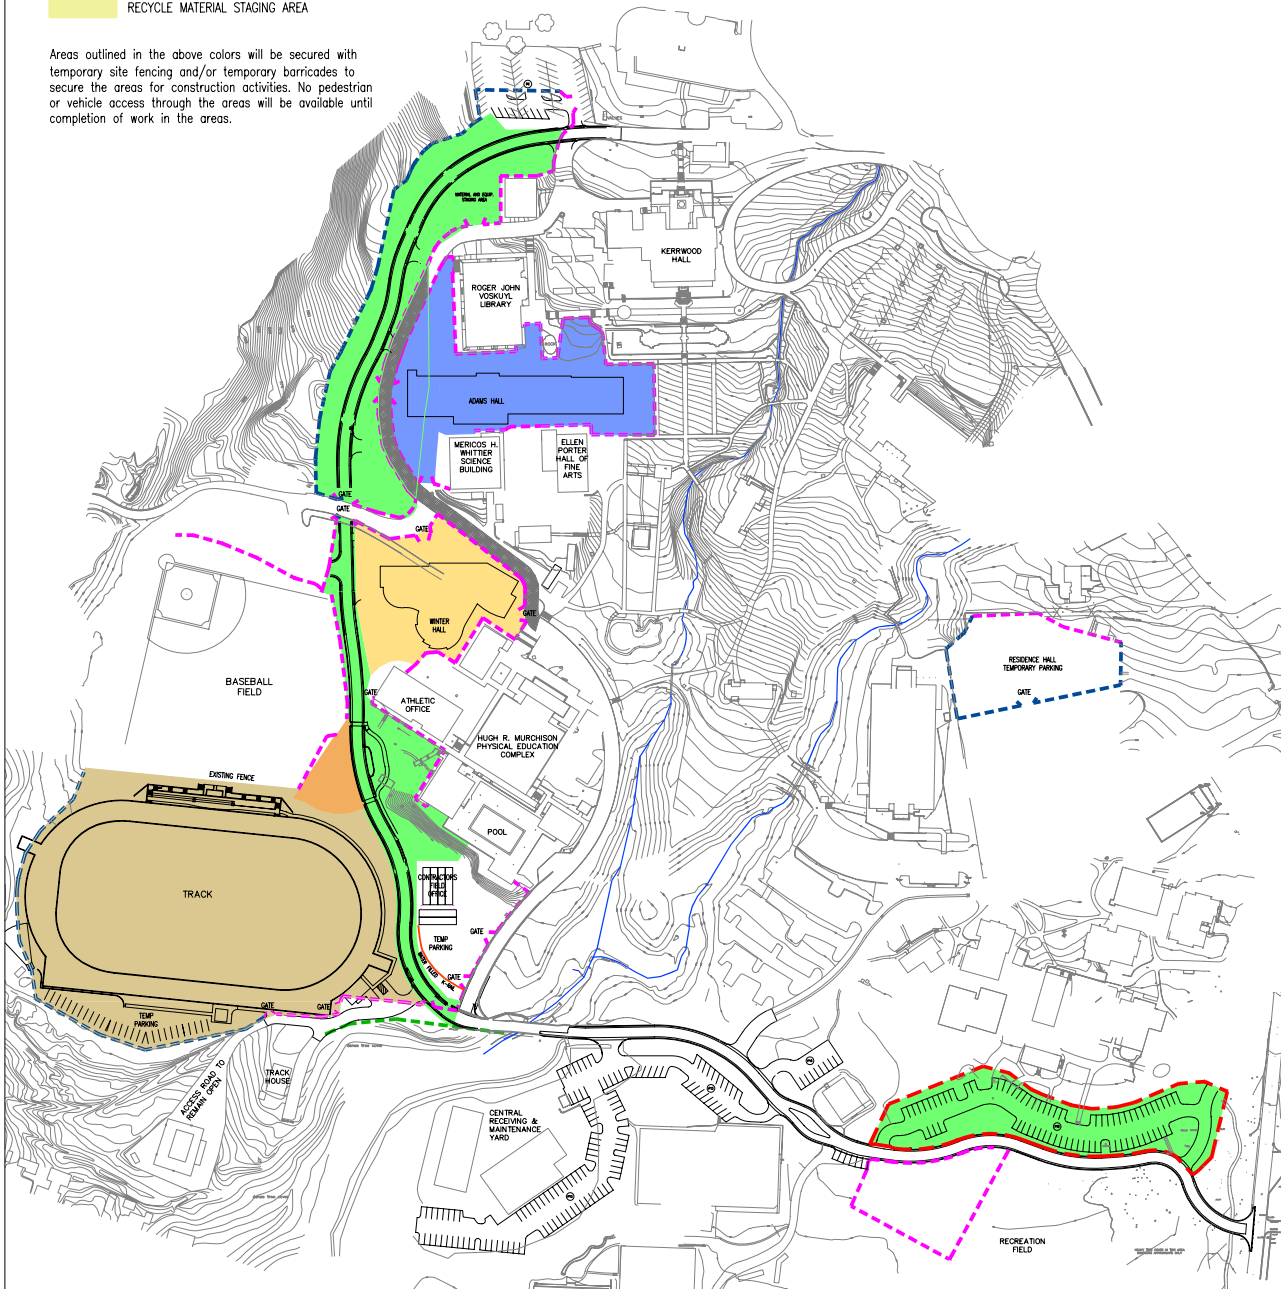 RECYCLE MATERIAL STAGING AREA
Areas outlined in the above colors will be secured with
temporary site fencing and/or temporary barricades to
secure the areas for construction activities. No pedestrian
or vehicle access through the areas will be available until
completion of work in the areas.
MATERIAL AND EQUIP.
STAGING AREA
KERRWOOD
HALL
ROGER JOHN
VOSKUYL
LIBRARY
ROCK
ADAMS HALL
MERICOS H.
WHITTIER
SCIENCE
BUILDING
ELLEN
PORTER
HALL OF
FINE
ARTS
GATE
GATE
GATE
WINTER
HALL
GATE
RESIDENCE HALL
TEMPORARY PARKING
GATE
BASEBALL
FIELD
GATE
ATHLETIC
OFFICE
HUGH R. MURCHISON
PHYSICAL EDUCATION
COMPLEX
EXISTING FENCE
POOL
TRACK
CONTRACTORS
FIELD
OFFICE
TEMP
PARKING
GATE
WATER FILLED K-RAIL
GATE
GATE
GATE
TEMP
PARKING
ACCESS ROAD TO
REMAIN OPEN
TRACK
HOUSE
CENTRAL
RECEIVING &
MAINTENANCE
YARD
RECREATION
FIELD